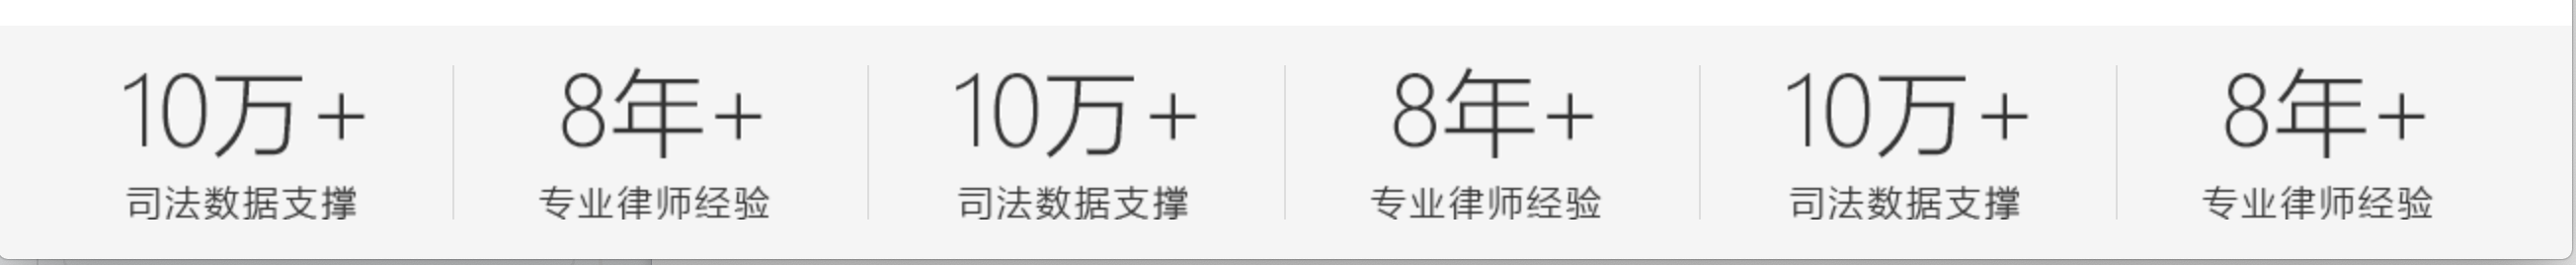 10万+ 8年+ 10万+ 8年+ 10万+ 8年+
司法数据支撑 专业律师经验 司法数据支撑 专业律师经验 司法数据支撑 专业律师经验